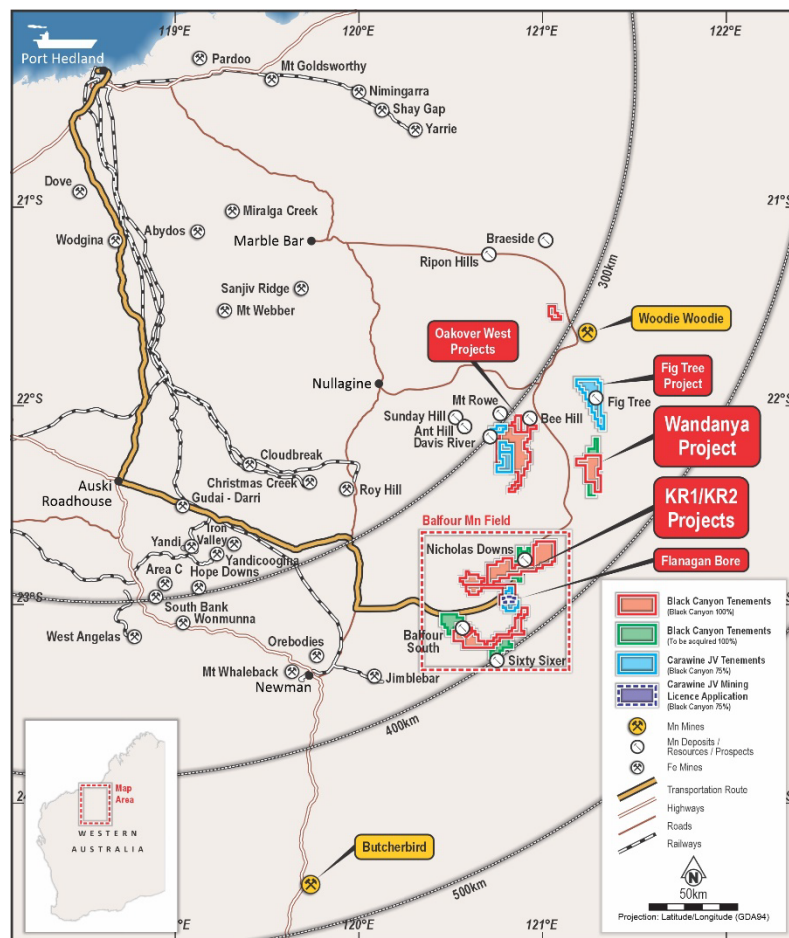 119°E
120°E
121°E
122°E
Port Hedland
Pardoo
Mt Goldsworthy
Nimingarra
Shay Gap
Yarrie
21°S
21°S
Dove
Wodgina
Abydos
Miralga Creek
Marble Bar
Braeside
Ripon Hills
Sanjiv Ridge
Mt Webber
300km
Woodie Woodie
Oakover West
Projects
Nullagine
22°S
22°S
Mt Rowe
Sunday Hill
Ant Hill
Davis River
Bee Hill
Fig Tree
Project
Fig Tree
Wandanya
Project
Cloudbreak
Christmas Creek
Roy Hill
Auski
Roadhouse
Gudai - Darri
KR1/KR2
Projects
Balfour Mn Field
Iron
Valley
Yandi
Yandicoogina
Area C
Hope Downs
Nicholas Downs
Flanagan Bore
23°S
South Bank
Wonmunna
West Angelas
Balfour
South
Sixty Sixer
Orebodies
Mt Whaleback
Newman
Jimblebar
400km
Black Canyon Tenements
(Black Canyon 100%)
Black Canyon Tenements
(To be acquired 100%)
Carawine JV Tenements
(Black Canyon 75%)
Carawine JV Mining
Licence Application
(Black Canyon 75%)
Mn Mines
Mn Deposits /
Resources / Prospects
Fe Mines
Transportation Route
Highways
Roads
Railways
N
50km
Projection: Latitude/Longitude (GDA94)
Map
Area
WESTERN
AUSTRALIA
Butcherbird
500km
120°E
121°E